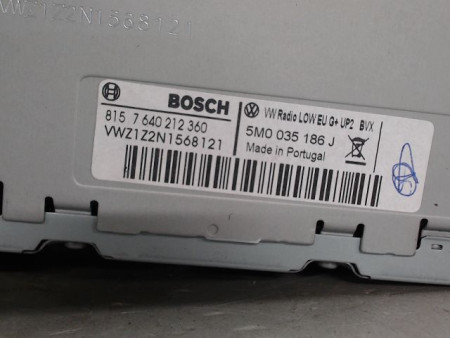 VWZ1Z2N1568121
BOSCH
815 7 640 212 360
VWZ1Z2N1568121
VW Radio LOW EU G+ UP2 BVX
5M0 035 186 J
Made in Portugal